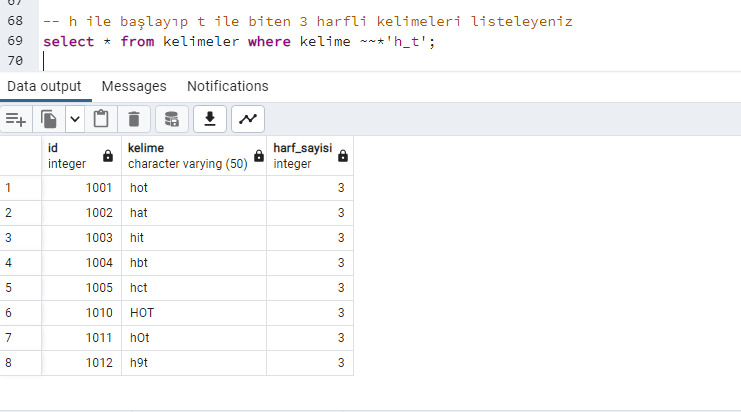 67
68 -- h ile başlayıp t ile biten 3 harfli kelimeleri listeleyeniz
69 select * from kelimeler where kelime ~~*'h_t';
70
Data output Messages Notifications
id kelime harf_sayisi
integer character varying (50) integer
1 1001 hot 3
2 1002 hat 3
3 1003 hit 3
4 1004 hbt 3
5 1005 hct 3
6 1010 HOT 3
7 1011 hOt 3
8 1012 h9t 3